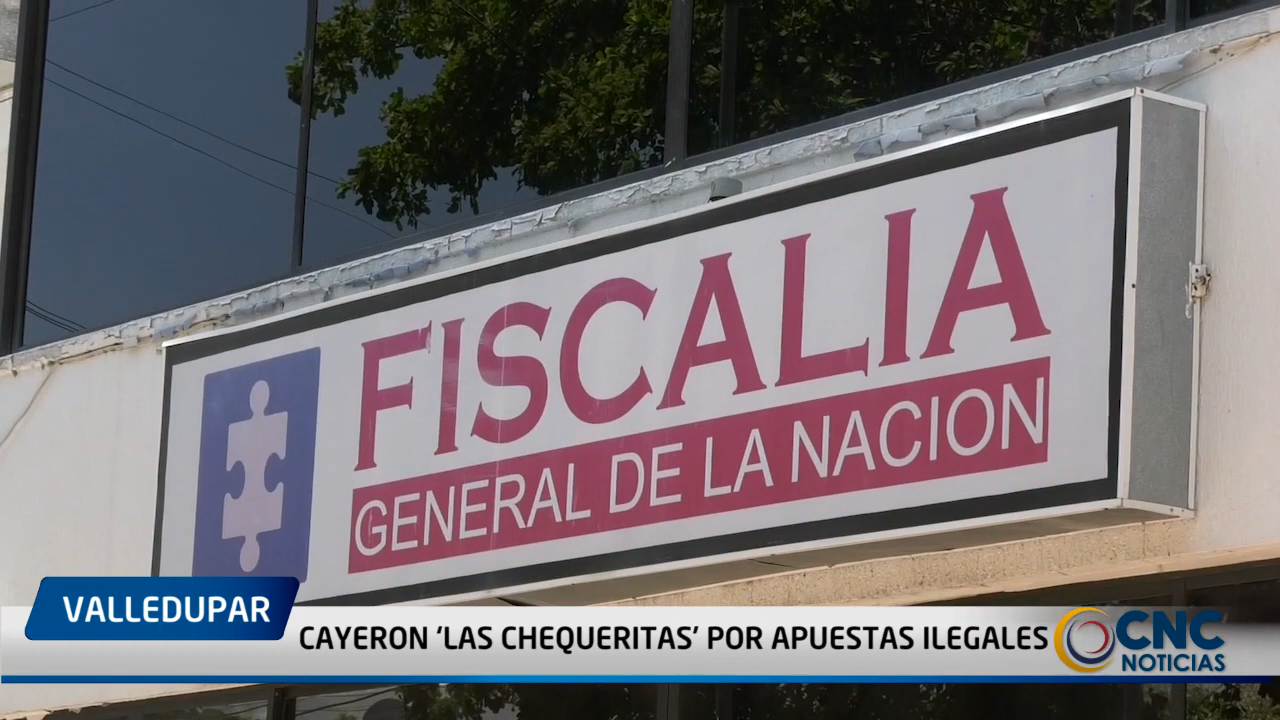 FISCALIA
GENERAL DE LA NACION
VALLEDUPAR
CAYERON ‘LAS CHEQUERITAS’ POR APUESTAS ILEGALES
CNC
NOTICIAS